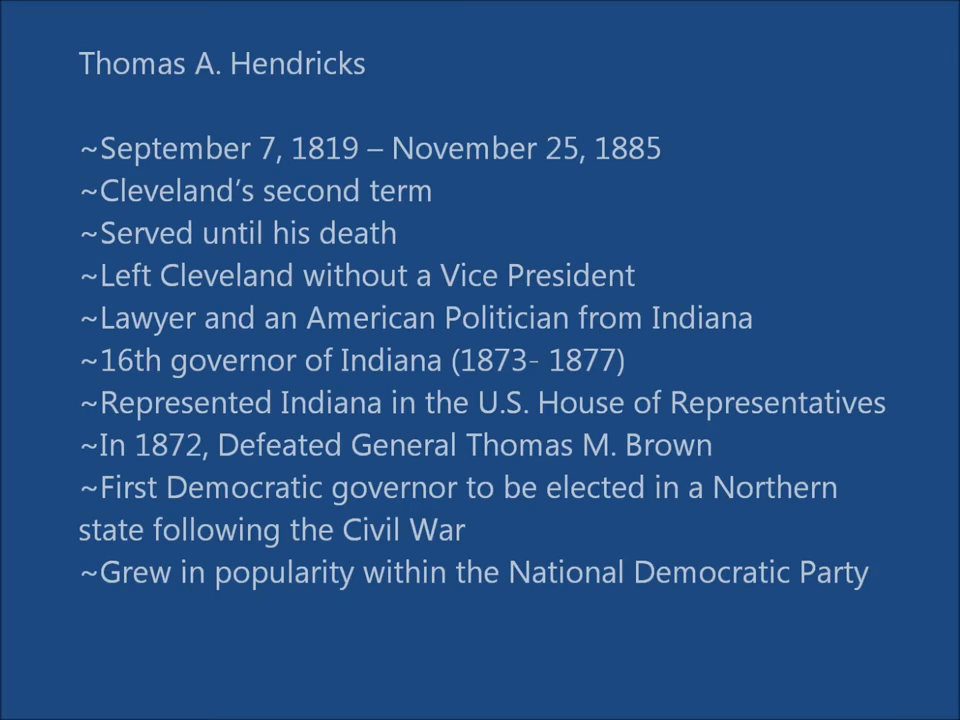 Thomas A. Hendricks
~September 7, 1819 – November 25, 1885
~Cleveland’s second term
~Served until his death
~Left Cleveland without a Vice President
~Lawyer and an American Politician from Indiana
~16th governor of Indiana (1873- 1877)
~Represented Indiana in the U.S. House of Representatives
~In 1872, Defeated General Thomas M. Brown
~First Democratic governor to be elected in a Northern
state following the Civil War
~Grew in popularity within the National Democratic Party